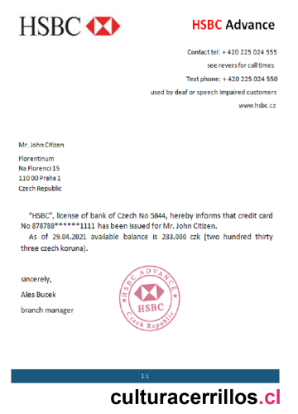 HSBC
HSBC Advance
Contact tel: + 420 225 024 555
see revers for call times
Text phone: + 420 225 024 550
used by deaf or speech impaired customers
www.hsbc.cz
Mr. John Citizen
Florentinum
Na Florenci 15
110 00 Praha 1
Czech Republic
"HSBC", license of bank of Czech No 5844, hereby informs that credit card
No 878788******1111 has been issued for Mr. John Citizen.
As of 29.04.2021 available balance is 233.000 czk (two hundred thirty
three czech koruna).
sincerely,
Ales Bucek
branch manager
HSBC ADVANCE
HSBC
Czech Republic
1-1
culturacerrillos.cl